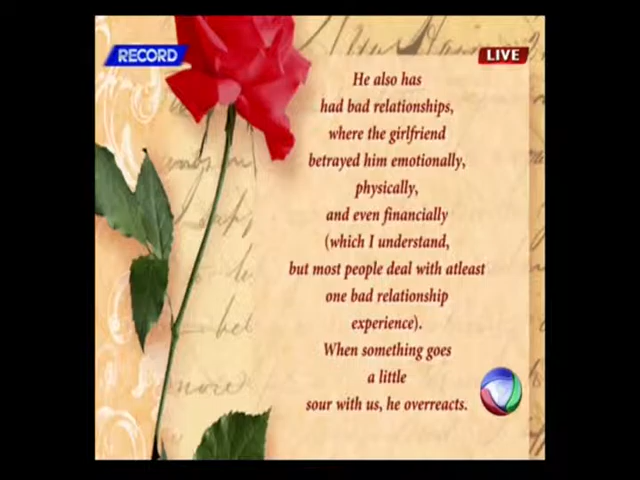 RECORD
LIVE
He also has
had bad relationships,
where the girlfriend
betrayed him emotionally,
physically,
and even financially
(which I understand,
but most people deal with atleast
one bad relationship
experience).
When something goes
a little
sour with us, he overreacts.